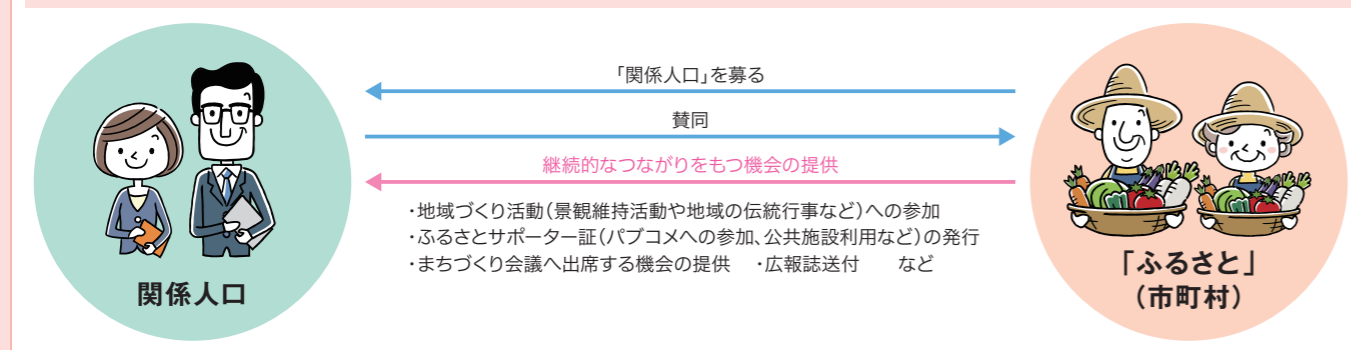 「関係人口」を募る
賛同
継続的なつながりをもつ機会の提供
・地域づくり活動(景観維持活動や地域の伝統行事など)への参加
・ふるさとサポーター証(パブコメへの参加、公共施設利用など)の発行
・まちづくり会議へ出席する機会の提供　・広報誌送付　　など
関係人口
「ふるさと」
(市町村)